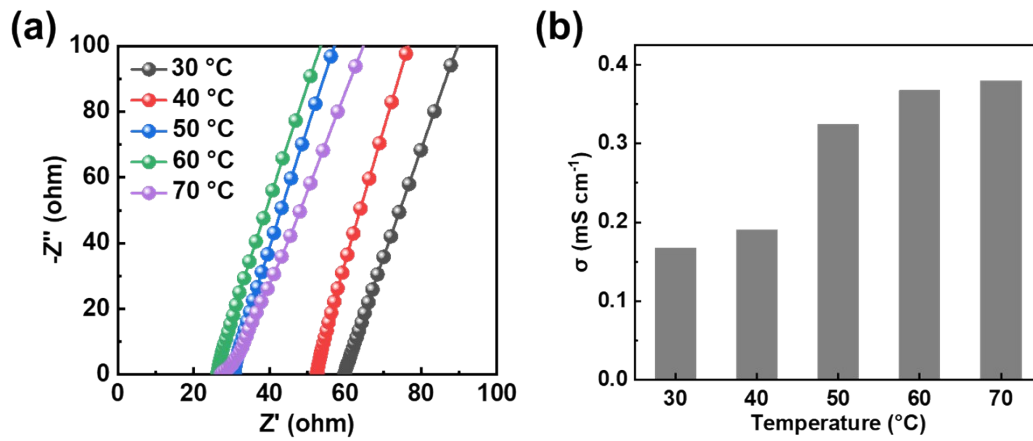 (a)
100
80
60
40
20
0
-Z'' (ohm)
30 °C
40 °C
50 °C
60 °C
70 °C
0 20 40 60 80 100
Z' (ohm)
(b)
0.4
0.3
0.2
0.1
0.0
σ (mS cm⁻¹)
30 40 50 60 70
Temperature (°C)